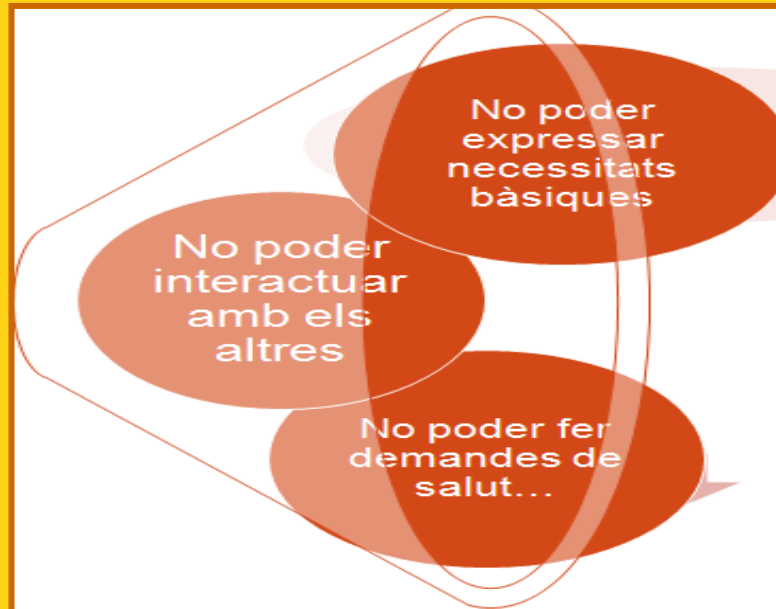 No poder
expressar
necessitats
bàsiques
No poder
interactuar
amb els
altres
No poder fer
demandes de
salut...